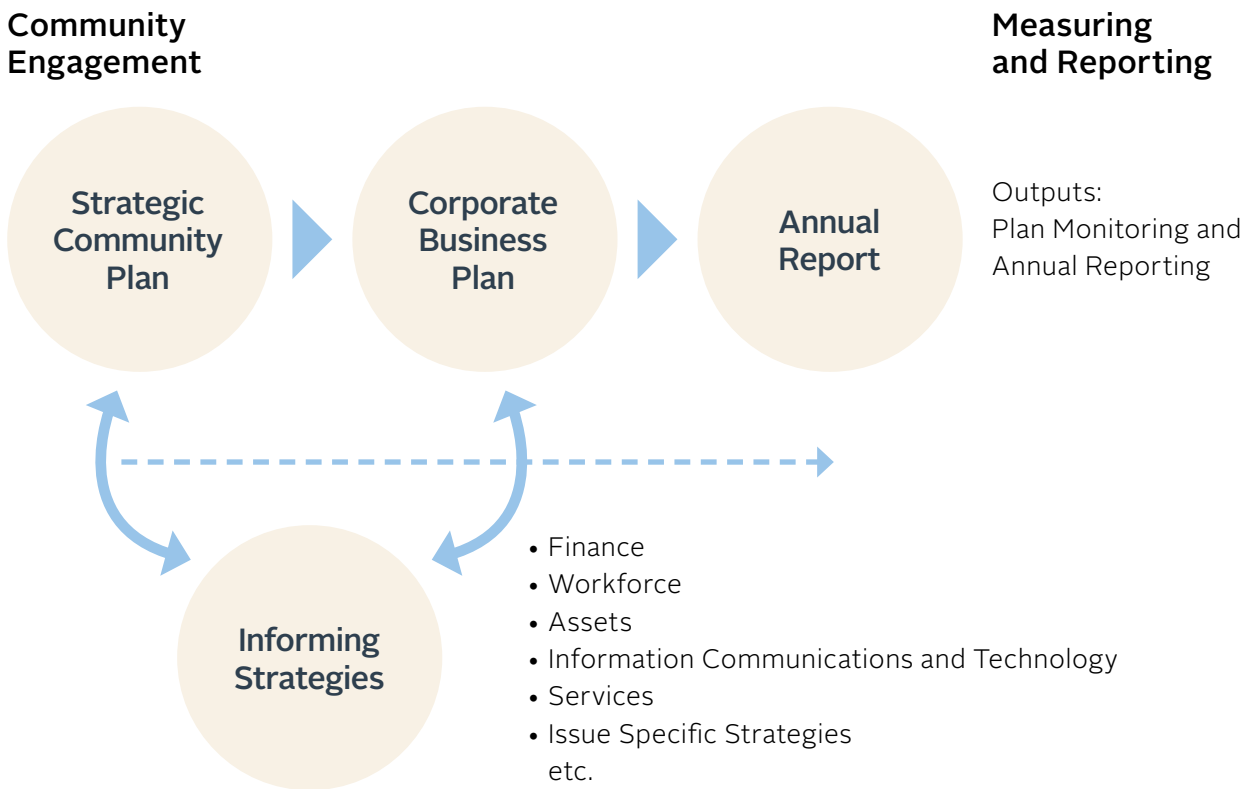 Community
Engagement
Measuring
and Reporting
Strategic
Community
Plan
Corporate
Business
Plan
Annual
Report
Outputs:
Plan Monitoring and
Annual Reporting
Informing
Strategies
• Finance
• Workforce
• Assets
• Information Communications and Technology
• Services
• Issue Specific Strategies
etc.